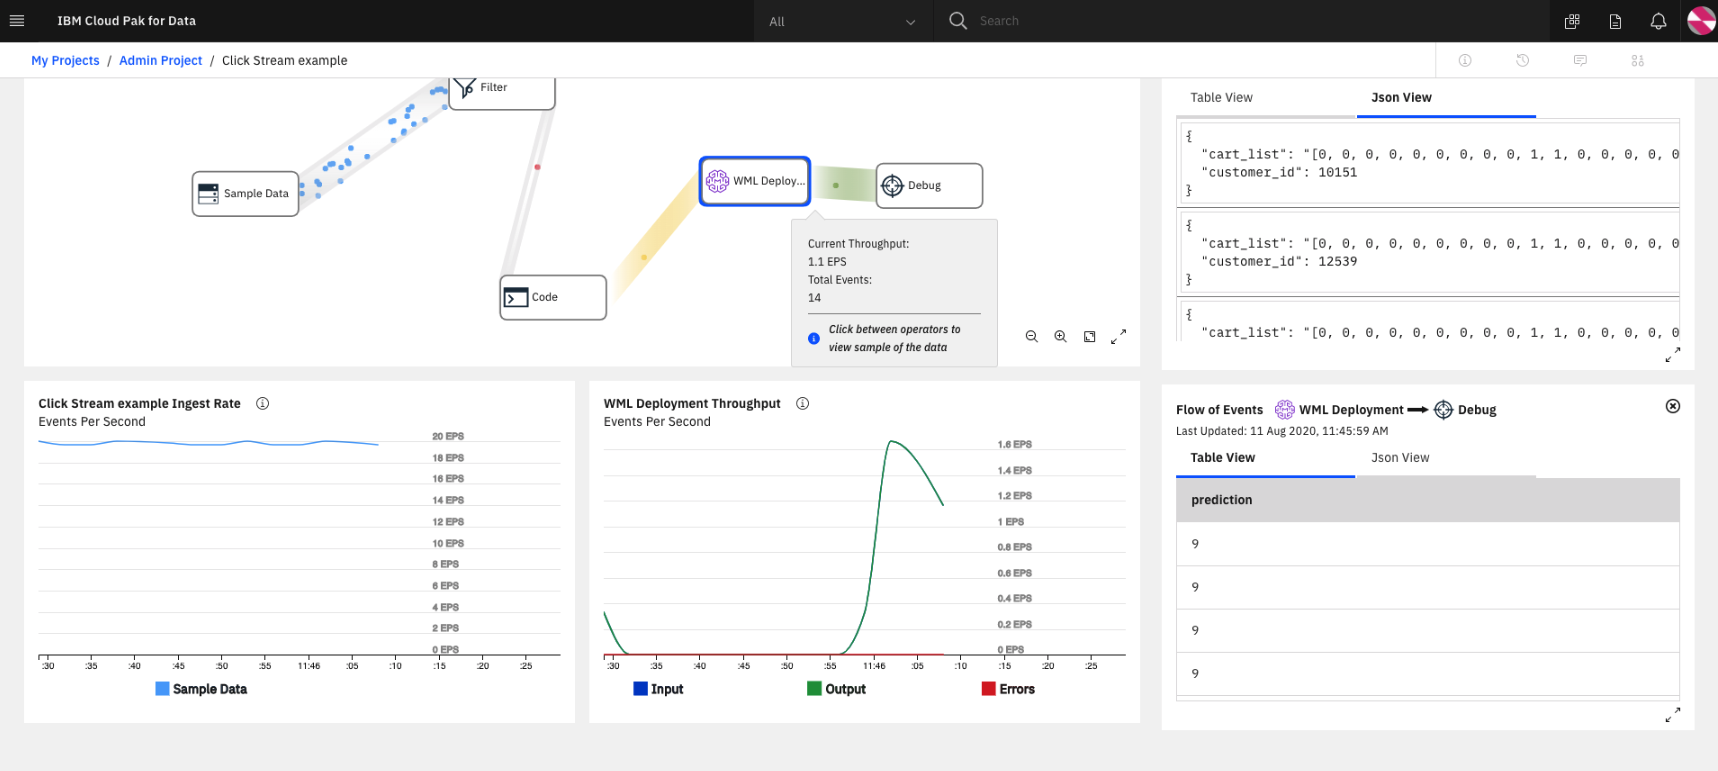 IBM Cloud Pak for Data
All
Search
My Projects / Admin Project / Click Stream example
Filter
Sample Data
WML Deploy...
Debug
Code
Current Throughput:
1.1 EPS
Total Events:
14
Click between operators to
view sample of the data
Table View
Json View
{
"cart_list": "[0, 0, 0, 0, 0, 0, 0, 0, 0, 1, 1, 0, 0, 0, 0, 0
"customer_id": 10151
}
{
"cart_list": "[0, 0, 0, 0, 0, 0, 0, 0, 0, 1, 1, 0, 0, 0, 0, 0
"customer_id": 12539
}
{
"cart_list": "[0, 0, 0, 0, 0, 0, 0, 0, 0, 1, 1, 0, 0, 0, 0, 0
Click Stream example Ingest Rate
Events Per Second
20 EPS
18 EPS
16 EPS
14 EPS
12 EPS
10 EPS
8 EPS
6 EPS
4 EPS
2 EPS
0 EPS
:30 :35 :40 :45 :50 :55 11:46 :05 :10 :15 :20 :25
Sample Data
WML Deployment Throughput
Events Per Second
1.6 EPS
1.4 EPS
1.2 EPS
1 EPS
0.8 EPS
0.6 EPS
0.4 EPS
0.2 EPS
0 EPS
:30 :35 :40 :45 :50 :55 11:46 :05 :10 :15 :20 :25
Input Output Errors
Flow of Events WML Deployment Debug
Last Updated: 11 Aug 2020, 11:45:59 AM
Table View
Json View
prediction
9
9
9
9